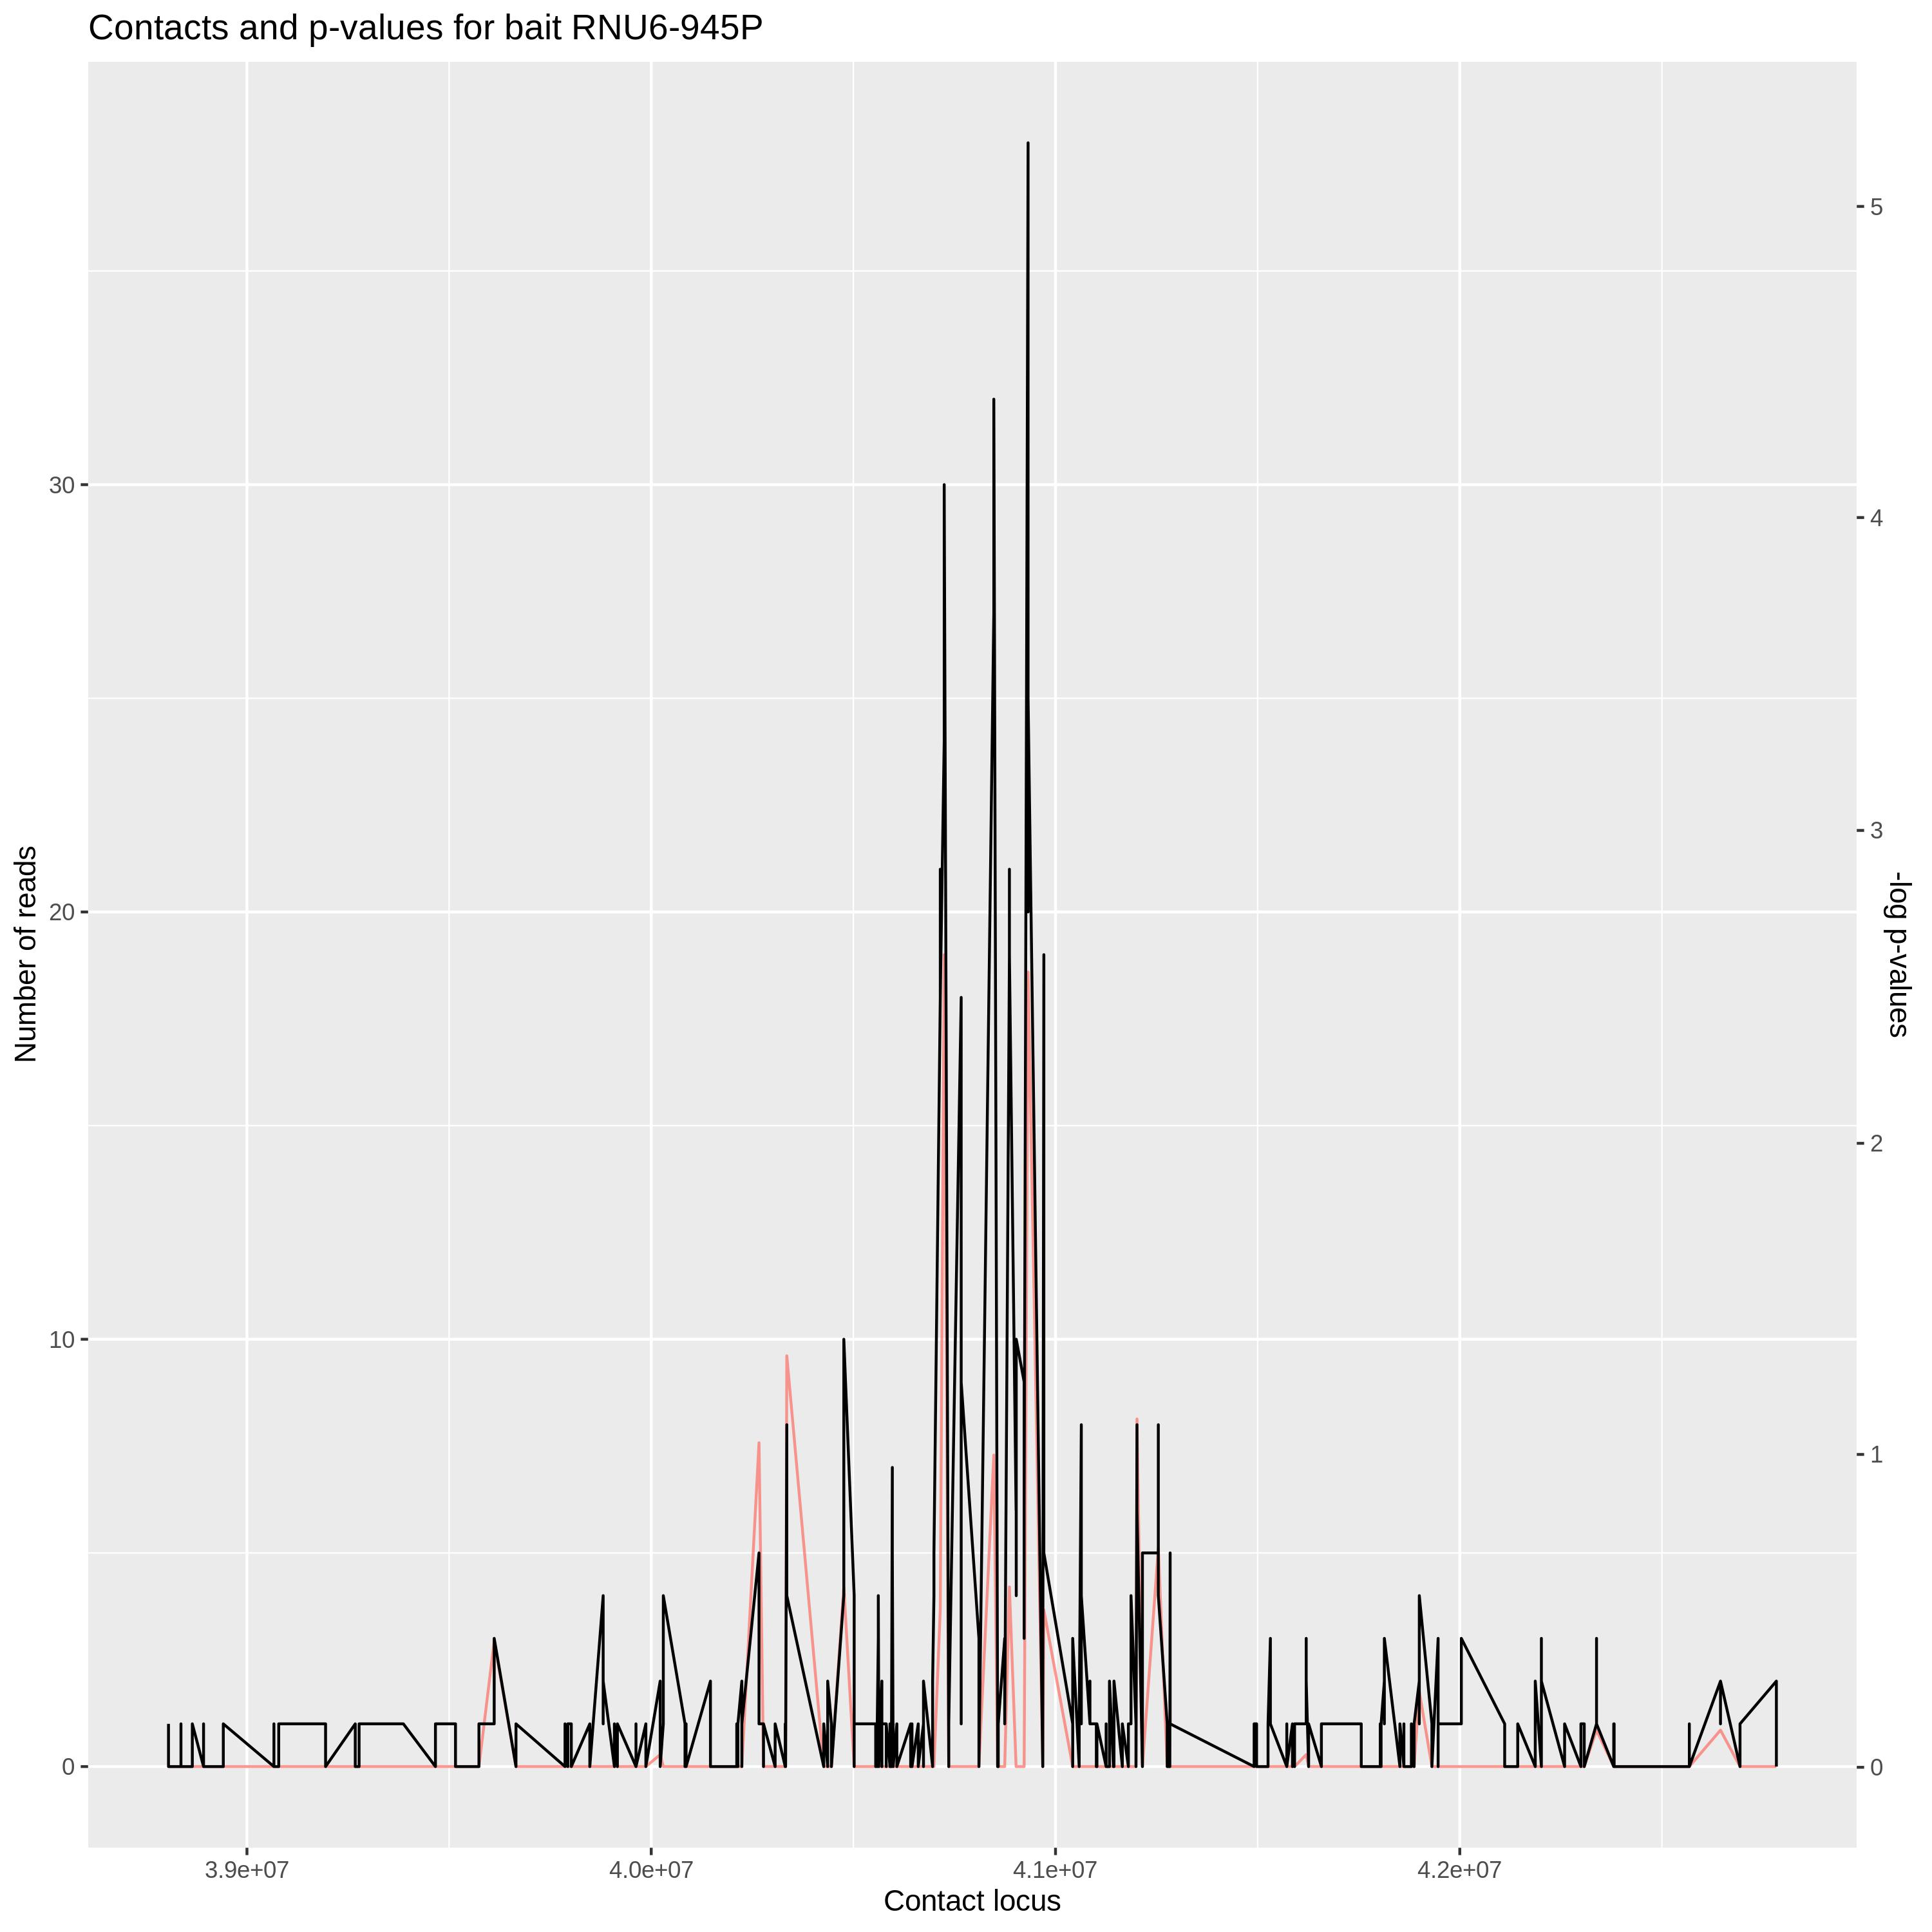 Contacts and p-values for bait RNU6-945P
30
20
10
0
Number of reads
5
4
3
2
1
0
-log p-values
3.9e+07
4.0e+07
4.1e+07
4.2e+07
Contact locus